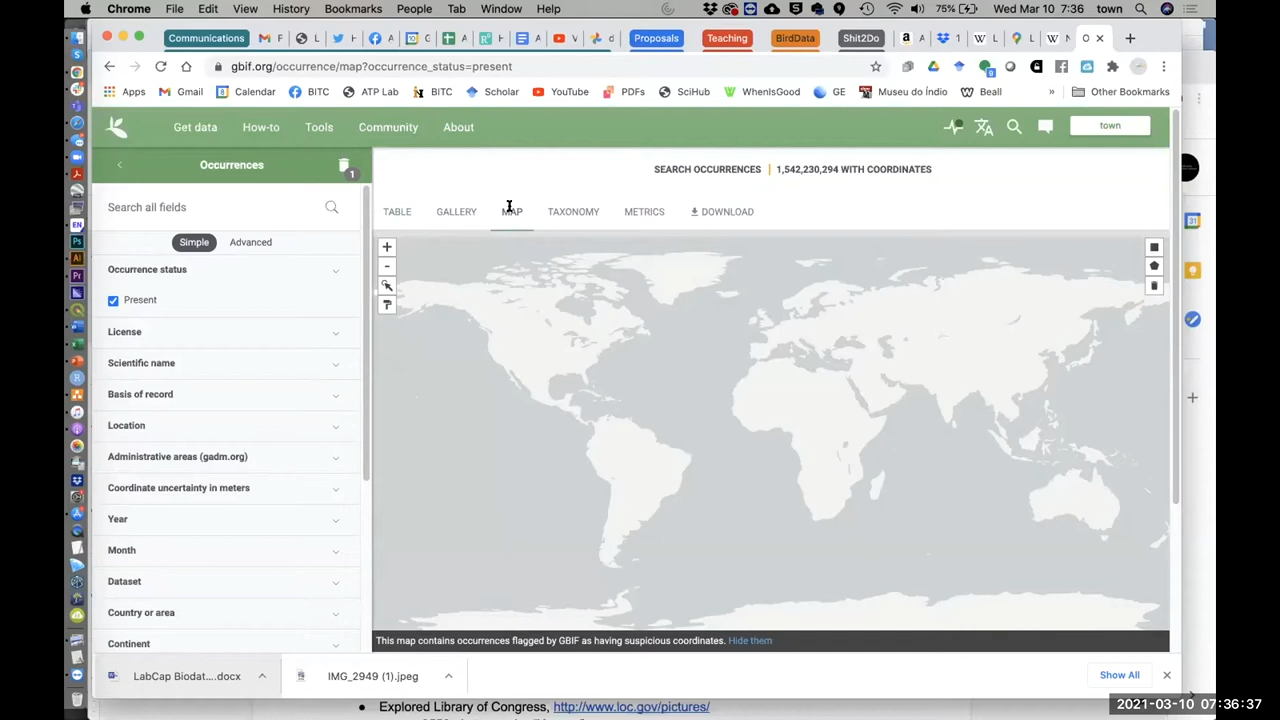 Chrome File Edit View History Bookmarks People Tab Window Help 75% Wed Mar 10 7:36 town
Communications F L F A C A H A V d Proposals Teaching BirdData Shit2Do A 1 L N O
gbif.org/occurrence/map?occurrence_status=present
Apps Gmail Calendar BITC ATP Lab BITC Scholar YouTube PDFs SciHub WhenIsGood GE Museu do Índio Beall » Other Bookmarks
Get data How-to Tools Community About town
Occurrences 1
SEARCH OCCURRENCES | 1,542,230,294 WITH COORDINATES
Search all fields
TABLE GALLERY MAP TAXONOMY METRICS DOWNLOAD
Simple Advanced
Occurrence status
Present
License
Scientific name
Basis of record
Location
Administrative areas (gadm.org)
Coordinate uncertainty in meters
Year
Month
Dataset
Country or area
Continent
This map contains occurrences flagged by GBIF as having suspicious coordinates. Hide them
LabCap Biodat....docx IMG_2949 (1).jpeg Show All
Explored Library of Congress, http://www.loc.gov/pictures/
2021-03-10 07:36:37